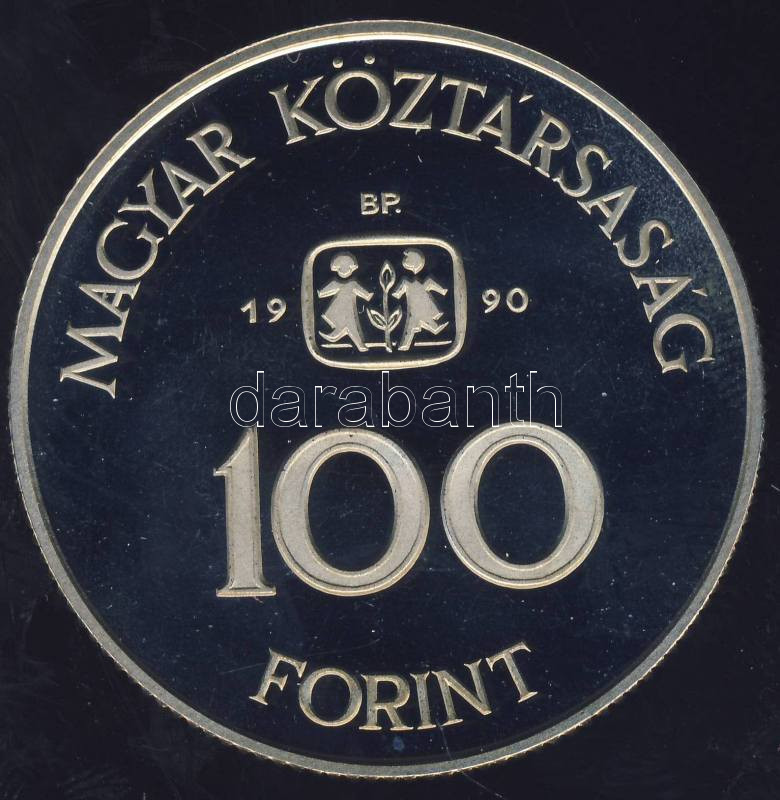 MAGYAR KÖZTÁRSASÁG
BP.
19 90
darabanth
100
FORINT